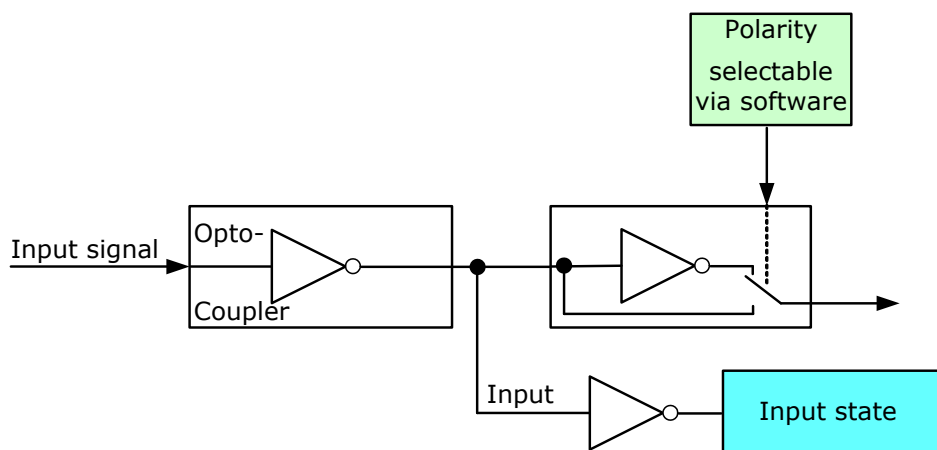 Polarity
selectable
via software
Input signal
Opto-
Coupler
Input
Input state